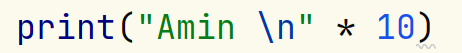 print("Amin \n" * 10)